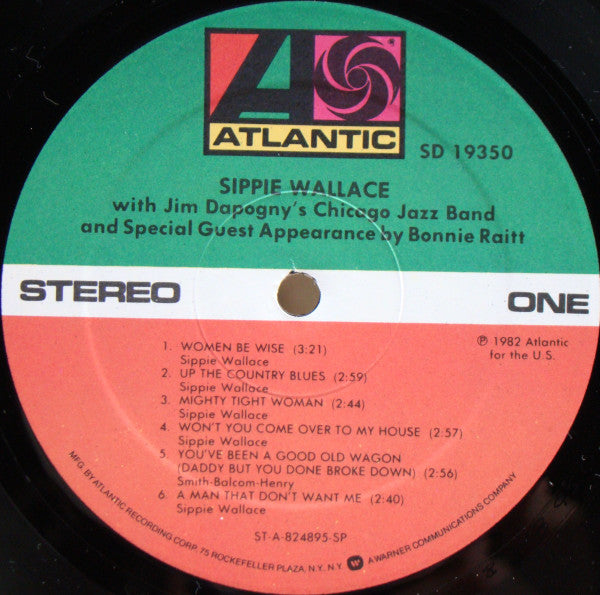 ATLANTIC
SD 19350
SIPPIE WALLACE
with Jim Dapogny's Chicago Jazz Band
and Special Guest Appearance by Bonnie Raitt
STEREO
ONE
℗ 1982 Atlantic
for the U.S.
1. WOMEN BE WISE (3:21)
Sippie Wallace
2. UP THE COUNTRY BLUES (2:59)
Sippie Wallace
3. MIGHTY TIGHT WOMAN (2:44)
Sippie Wallace
4. WON'T YOU COME OVER TO MY HOUSE (2:57)
Sippie Wallace
5. YOU'VE BEEN A GOOD OLD WAGON
(DADDY BUT YOU DONE BROKE DOWN) (2:56)
Smith-Balcom-Henry
6. A MAN THAT DON'T WANT ME (2:40)
Sippie Wallace
ST-A-824895-SP
MFG. BY ATLANTIC RECORDING CORP. 75 ROCKEFELLER PLAZA, N.Y., N.Y. A WARNER COMMUNICATIONS COMPANY